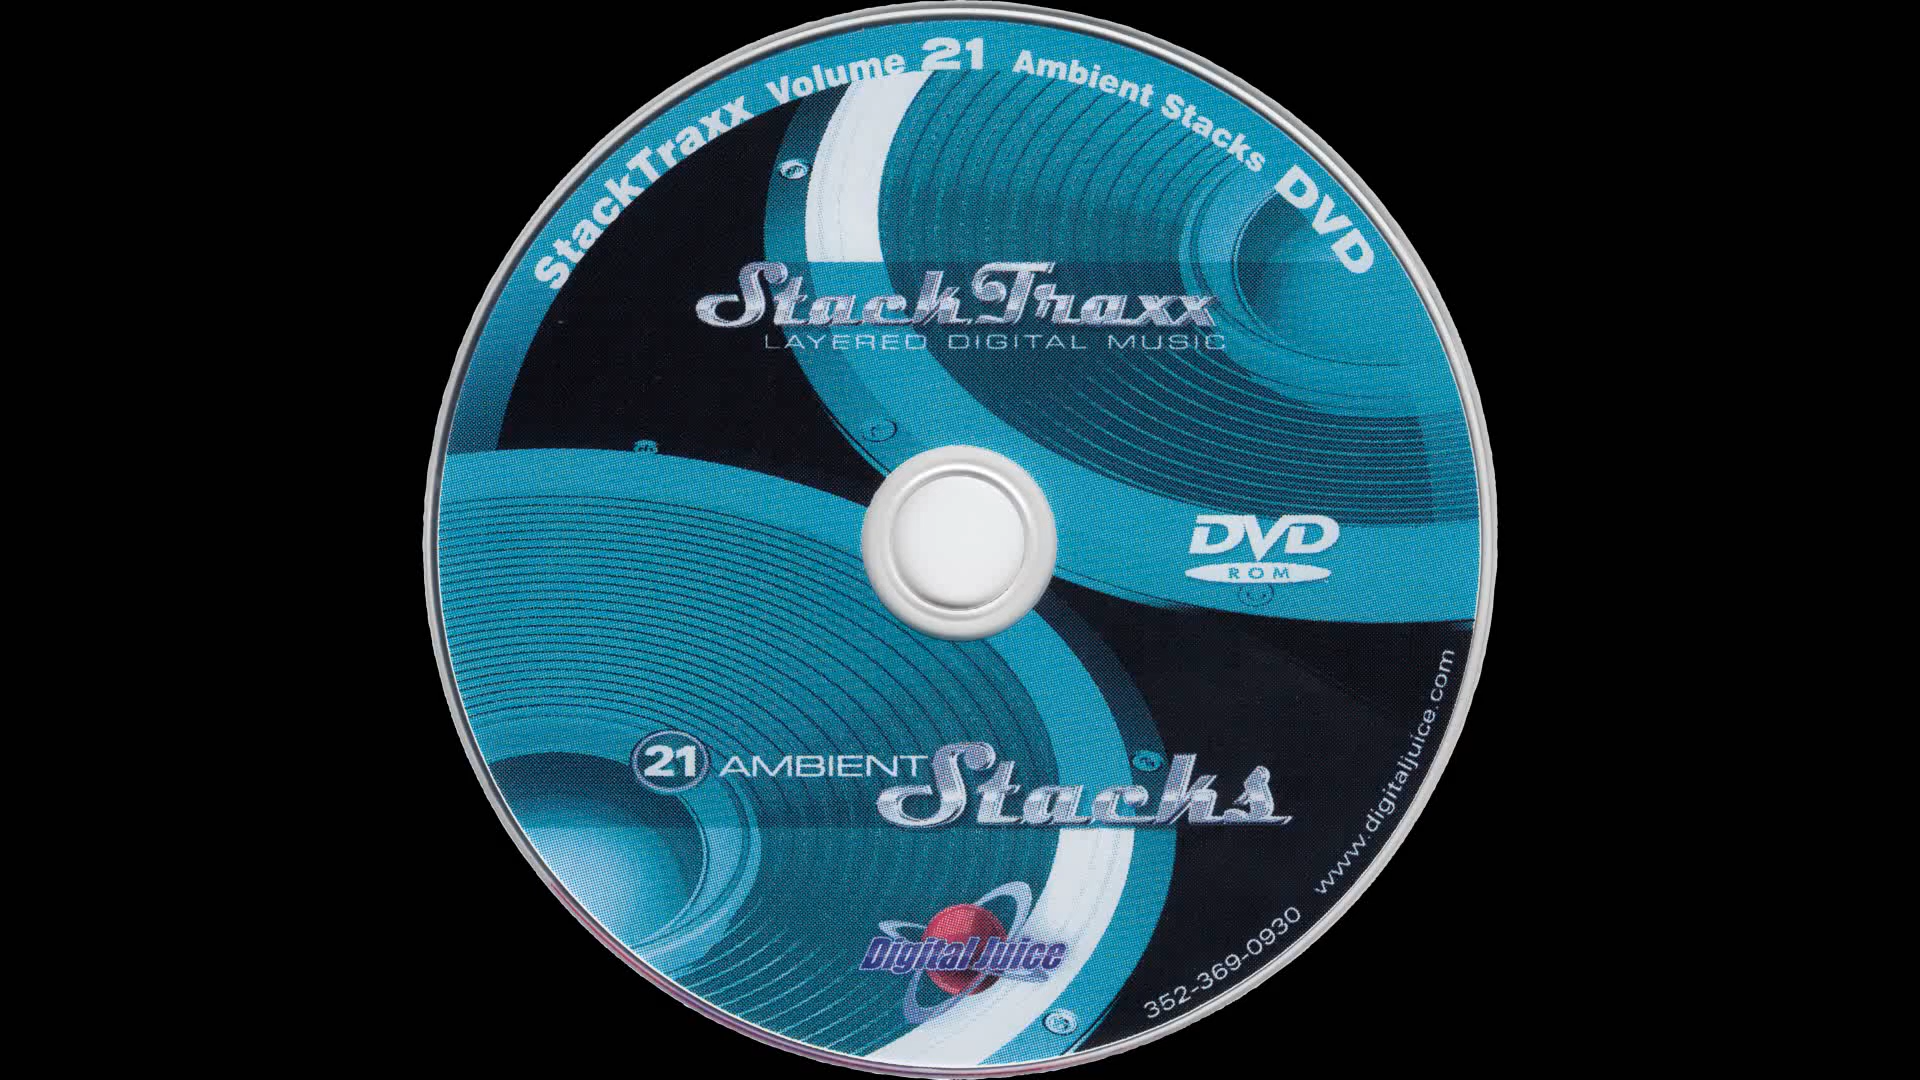 StackTraxx Volume 21 Ambient Stacks DVD
StackTraxx
LAYERED DIGITAL MUSIC
DVD
ROM
21 AMBIENT Stacks
Digital Juice
www.digitaljuice.com
352-369-0930